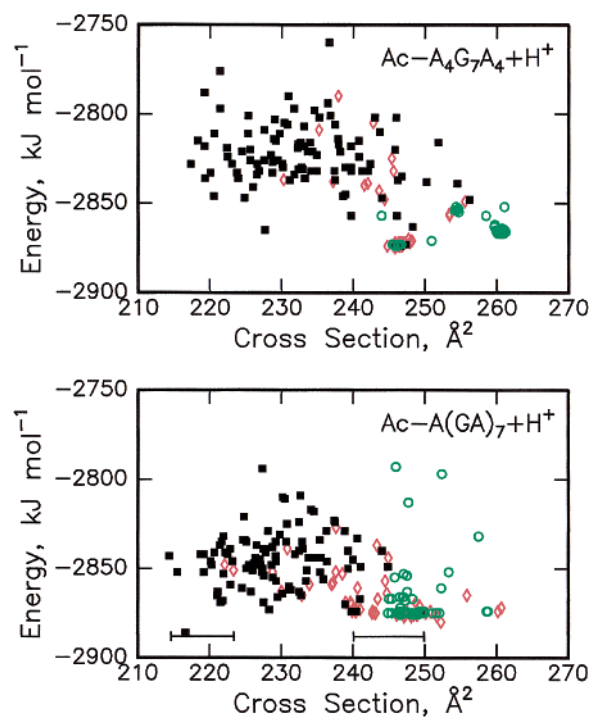 −2750
−2800
−2850
−2900
Energy, kJ mol⁻¹
Ac−A₄G₇A₄+H⁺
210 220 230 240 250 260 270
Cross Section, Å²
−2750
−2800
−2850
−2900
Energy, kJ mol⁻¹
Ac−A(GA)₇+H⁺
210 220 230 240 250 260 270
Cross Section, Å²